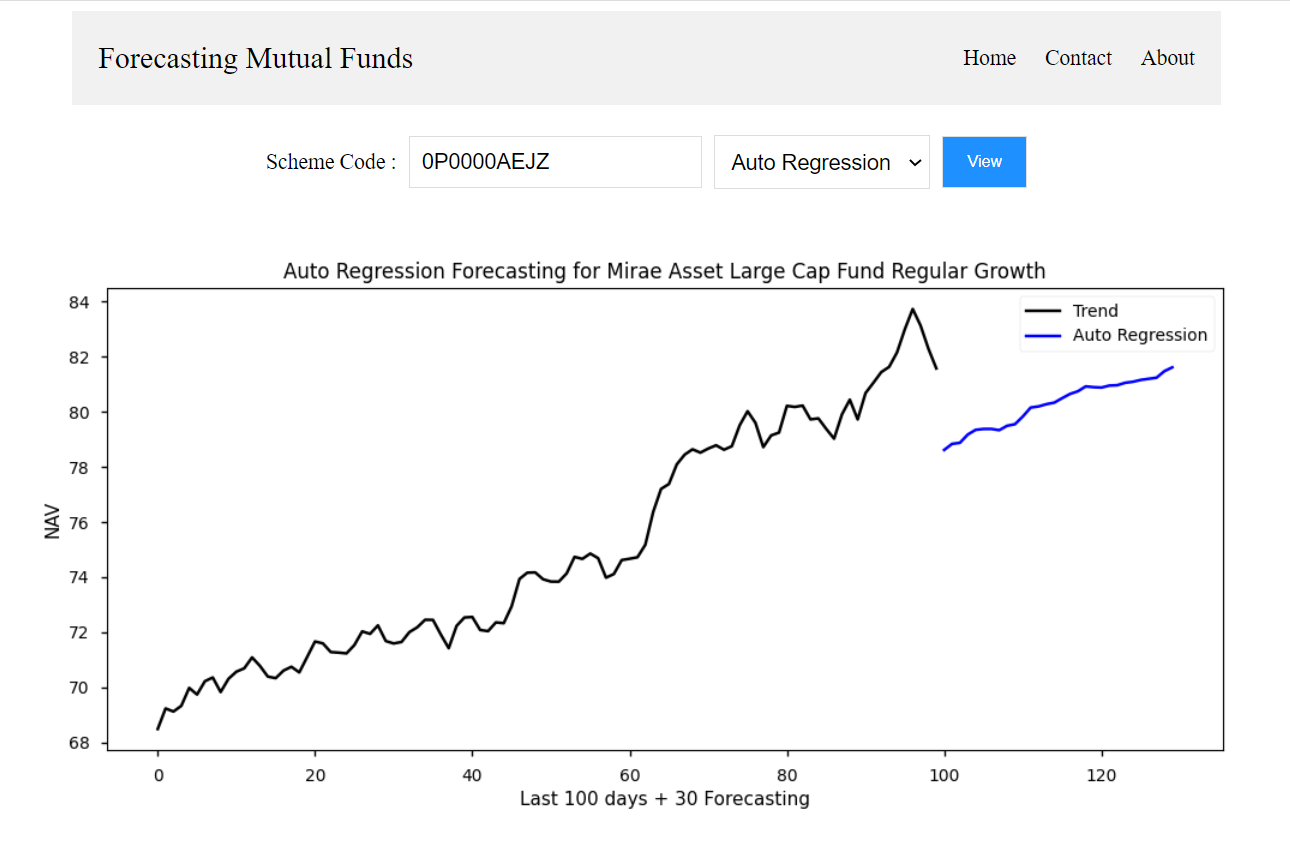 Forecasting Mutual Funds
Home Contact About
Scheme Code : 0P0000AEJZ Auto Regression View
Auto Regression Forecasting for Mirae Asset Large Cap Fund Regular Growth
Trend
Auto Regression
84
82
80
78
76
74
72
70
68
NAV
0 20 40 60 80 100 120
Last 100 days + 30 Forecasting